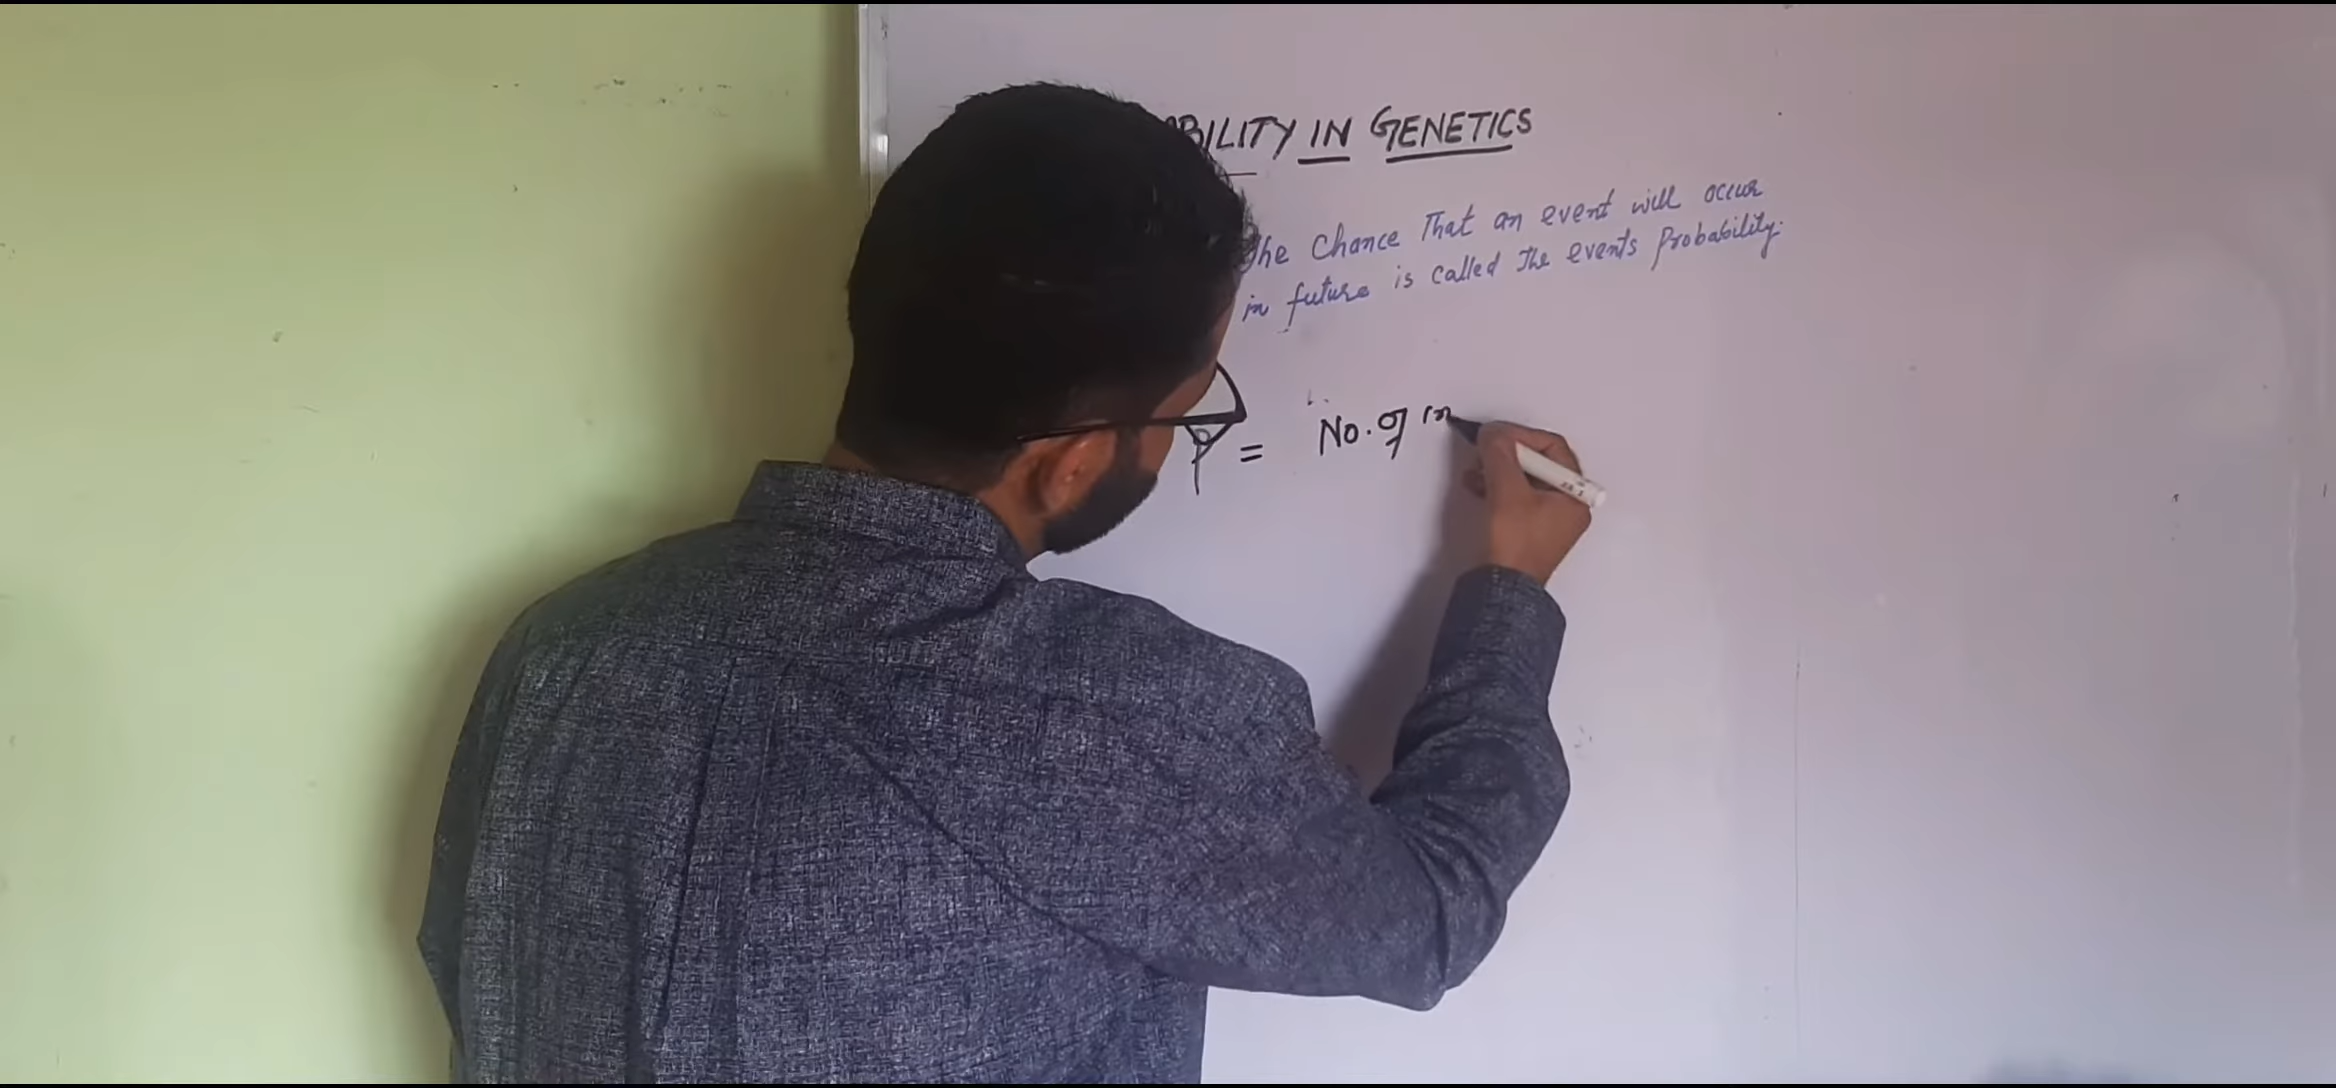 BILITY IN GENETICS
The Chance That an event will occur
in future is called The events Probability.
P = No. of in